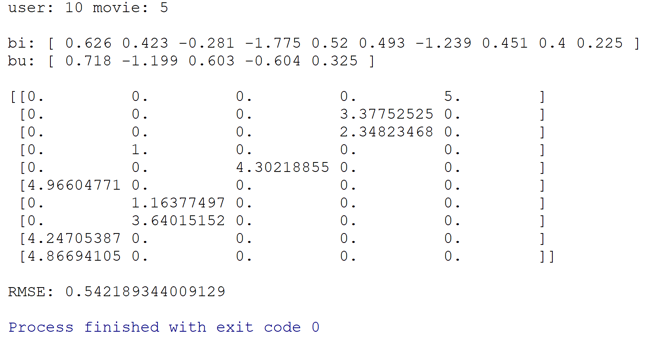 user: 10 movie: 5
bi: [ 0.626 0.423 -0.281 -1.775 0.52 0.493 -1.239 0.451 0.4 0.225 ]
bu: [ 0.718 -1.199 0.603 -0.604 0.325 ]
[[0. 0. 0. 0. 5. ]
[0. 0. 0. 3.37752525 0. ]
[0. 0. 0. 2.34823468 0. ]
[0. 1. 0. 0. 0. ]
[0. 0. 4.30218855 0. 0. ]
[4.96604771 0. 0. 0. 0. ]
[0. 1.16377497 0. 0. 0. ]
[0. 3.64015152 0. 0. 0. ]
[4.24705387 0. 0. 0. 0. ]
[4.86694105 0. 0. 0. 0. ]]
RMSE: 0.542189344009129
Process finished with exit code 0